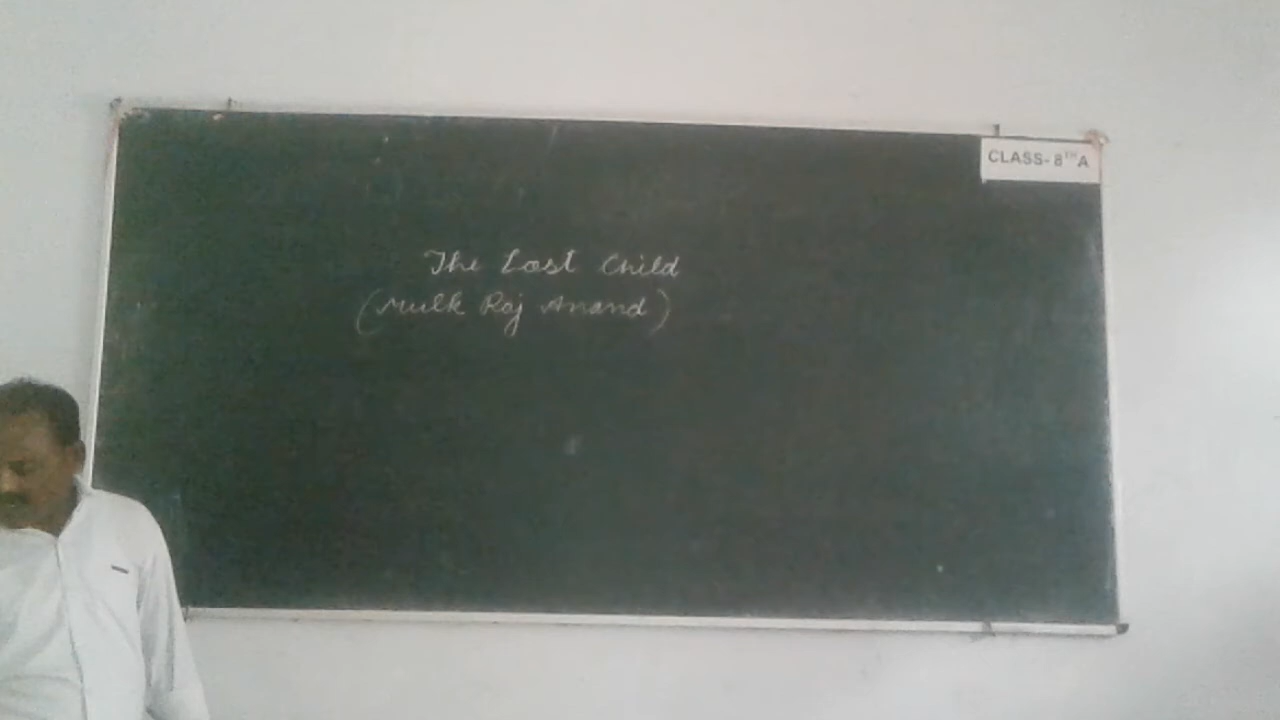 CLASS- 8TH A
The Lost Child
(Mulk Raj Anand)